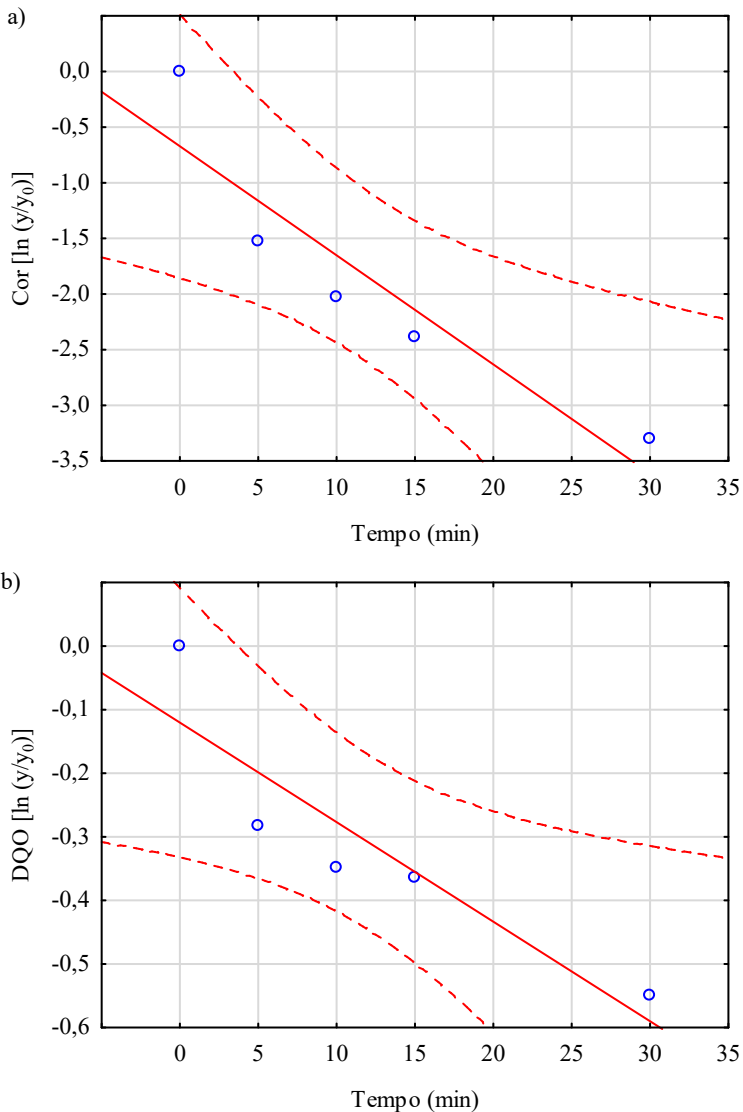 a)
0,0
-0,5
-1,0
-1,5
-2,0
-2,5
-3,0
-3,5
Cor [ln (y/y₀)]
0 5 10 15 20 25 30 35
Tempo (min)
b)
0,0
-0,1
-0,2
-0,3
-0,4
-0,5
-0,6
DQO [ln (y/y₀)]
0 5 10 15 20 25 30 35
Tempo (min)